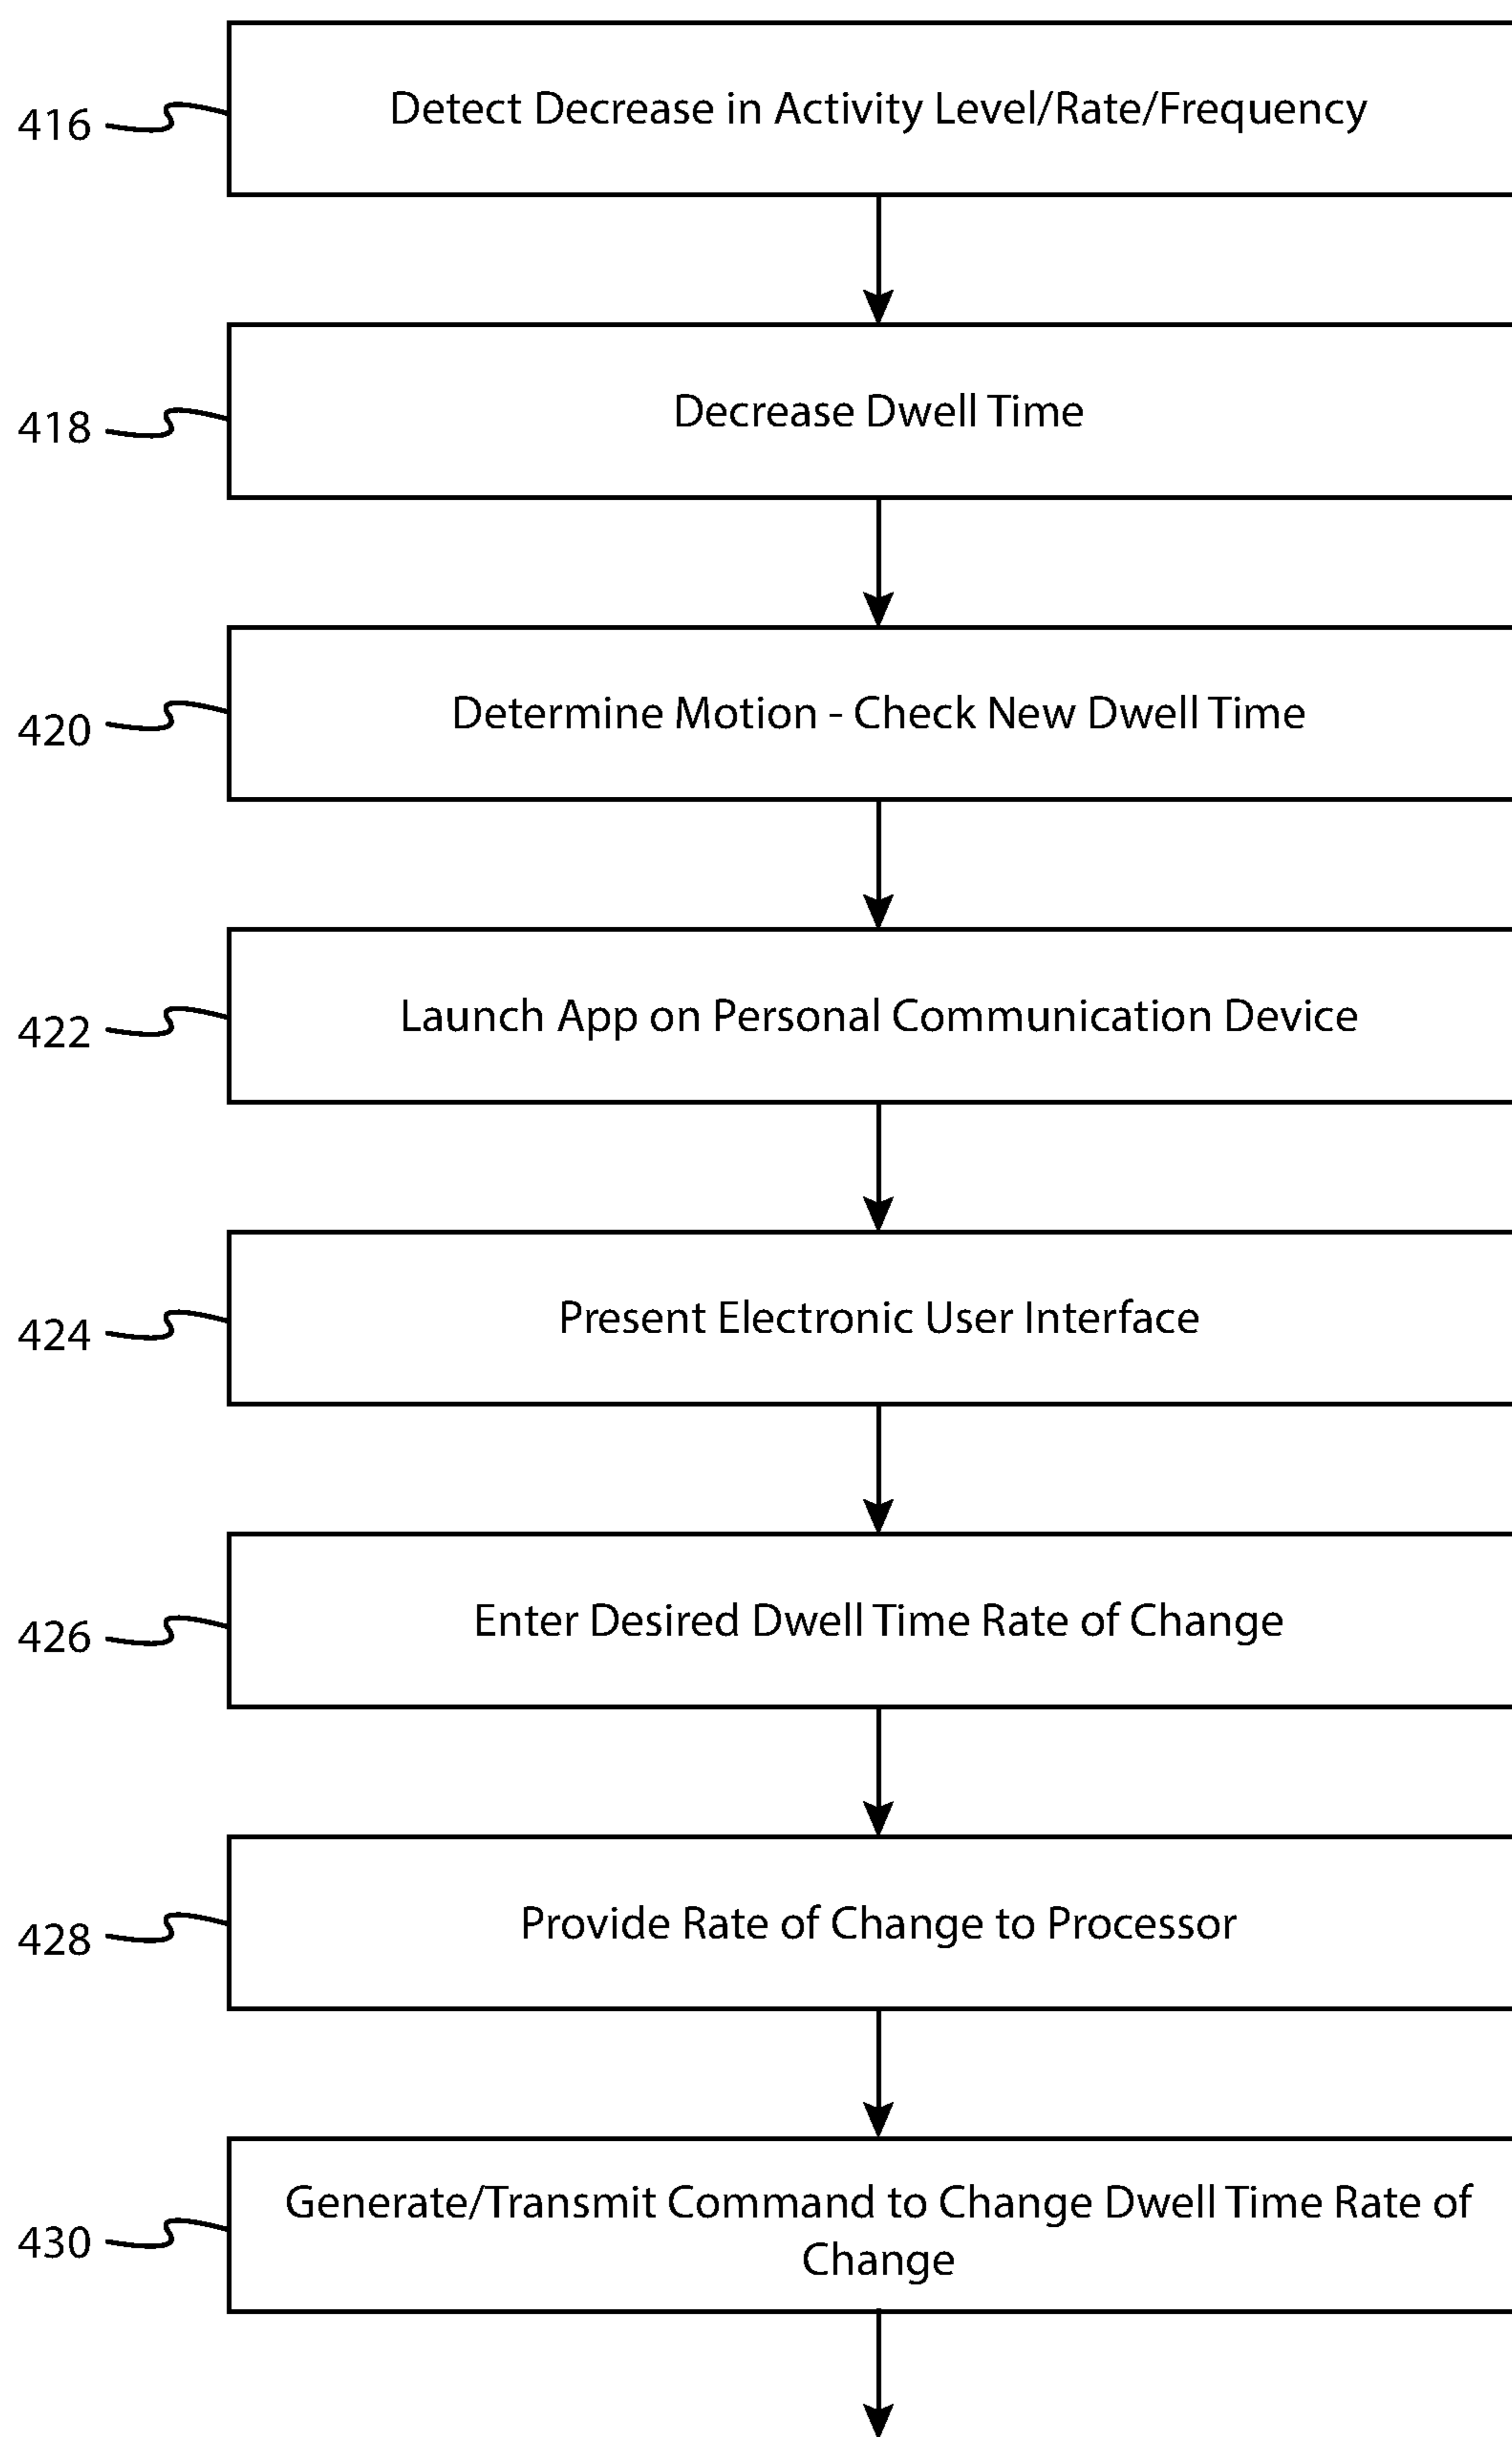 416
Detect Decrease in Activity Level/Rate/Frequency
418
Decrease Dwell Time
420
Determine Motion - Check New Dwell Time
422
Launch App on Personal Communication Device
424
Present Electronic User Interface
426
Enter Desired Dwell Time Rate of Change
428
Provide Rate of Change to Processor
430
Generate/Transmit Command to Change Dwell Time Rate of
Change